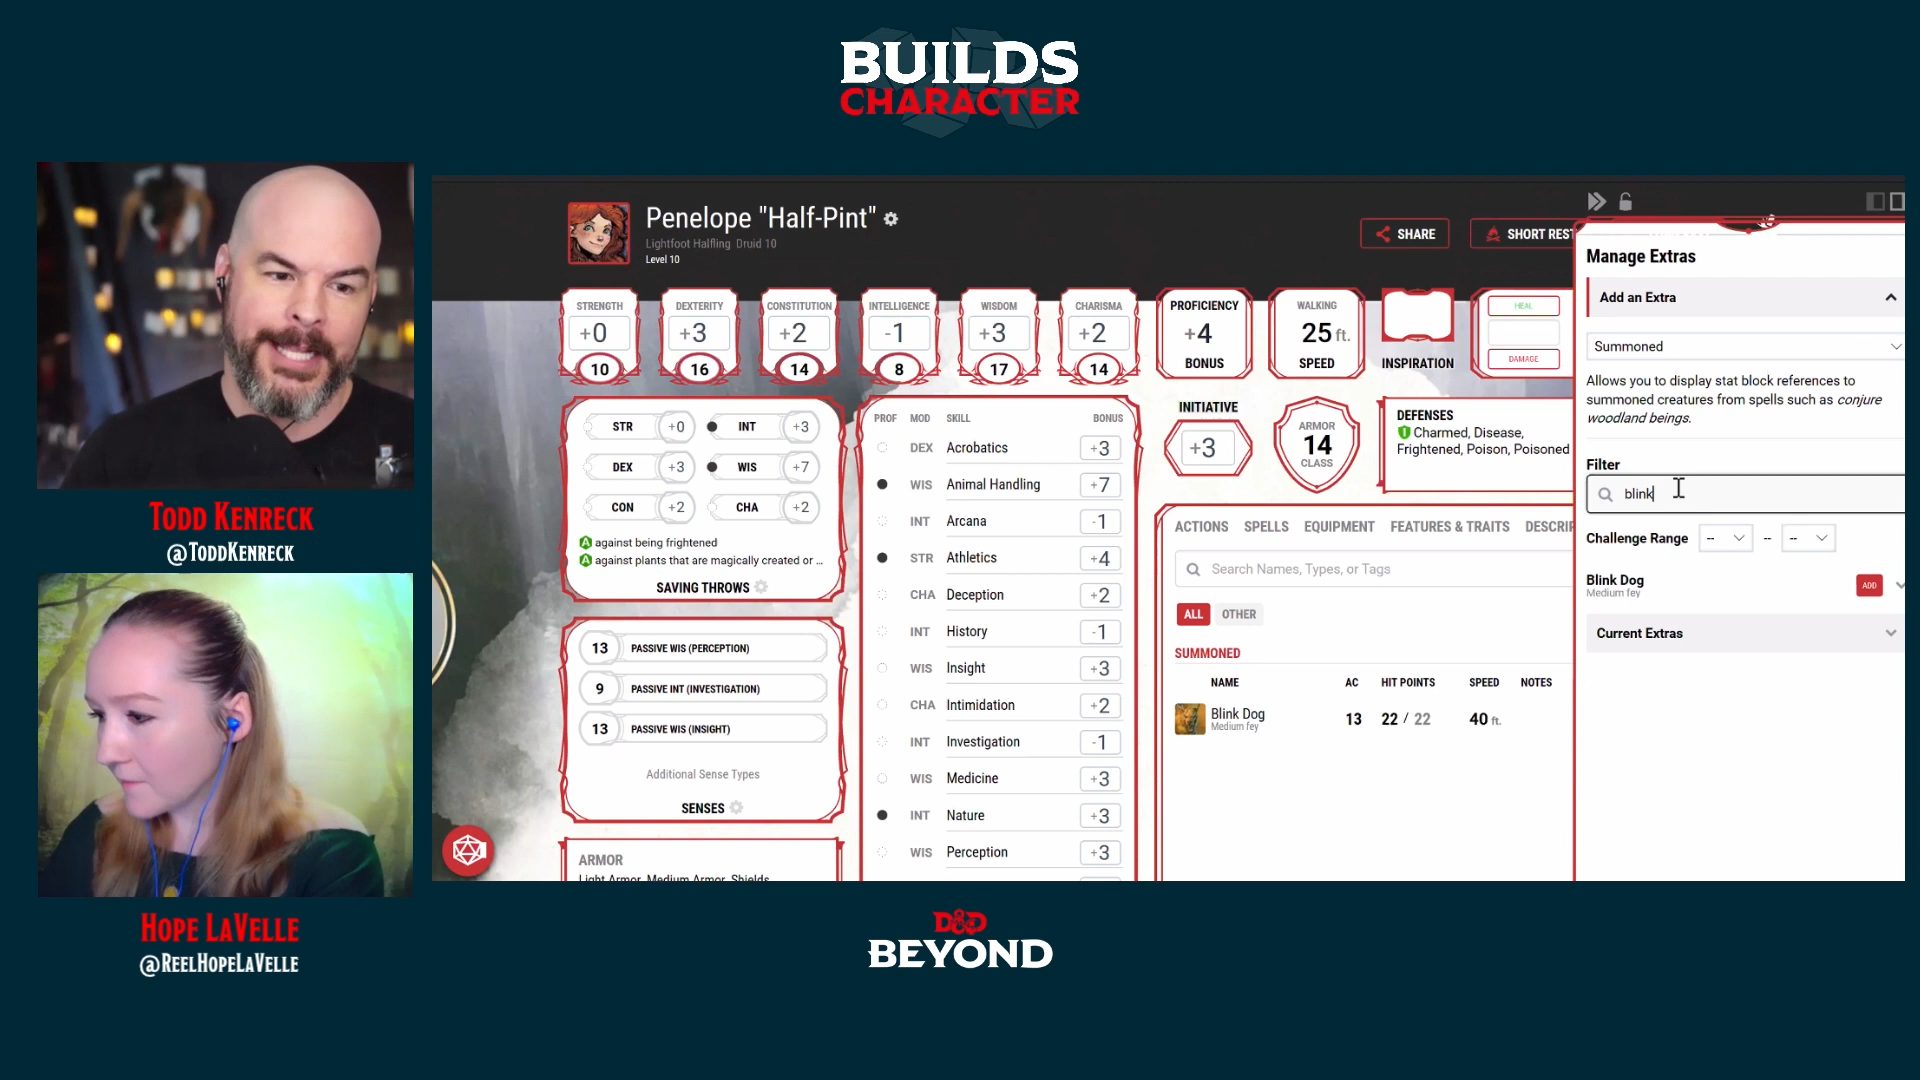 BUILDS
CHARACTER
TODD KENRECK
@TODDKENRECK
HOPE LAVELLE
@REELHOPELAVELLE
Penelope "Half-Pint"
Lightfoot Halfling Druid 10
Level 10
SHARE
SHORT REST
STRENGTH
+0
10
DEXTERITY
+3
16
CONSTITUTION
+2
14
INTELLIGENCE
-1
8
WISDOM
+3
17
CHARISMA
+2
14
PROFICIENCY
+4
BONUS
WALKING
25 ft.
SPEED
INSPIRATION
HEAL
DAMAGE
STR +0
INT +3
DEX +3
WIS +7
CON +2
CHA +2
against being frightened
against plants that are magically created or ...
SAVING THROWS
13 PASSIVE WIS (PERCEPTION)
9 PASSIVE INT (INVESTIGATION)
13 PASSIVE WIS (INSIGHT)
Additional Sense Types
SENSES
ARMOR
Light Armor, Medium Armor, Shields
PROF MOD SKILL BONUS
DEX Acrobatics +3
WIS Animal Handling +7
INT Arcana -1
STR Athletics +4
CHA Deception +2
INT History -1
WIS Insight +3
CHA Intimidation +2
INT Investigation -1
WIS Medicine +3
INT Nature +3
WIS Perception +3
INITIATIVE
+3
ARMOR
14
CLASS
DEFENSES
Charmed, Disease,
Frightened, Poison, Poisoned
ACTIONS SPELLS EQUIPMENT FEATURES & TRAITS DESCRIP
Search Names, Types, or Tags
ALL OTHER
SUMMONED
NAME AC HIT POINTS SPEED NOTES
Blink Dog 13 22 / 22 40 ft.
Medium fey
Manage Extras
Add an Extra
Summoned
Allows you to display stat block references to
summoned creatures from spells such as conjure
woodland beings.
Filter
blink
Challenge Range -- -- --
Blink Dog
Medium fey
ADD
Current Extras
D&D
BEYOND